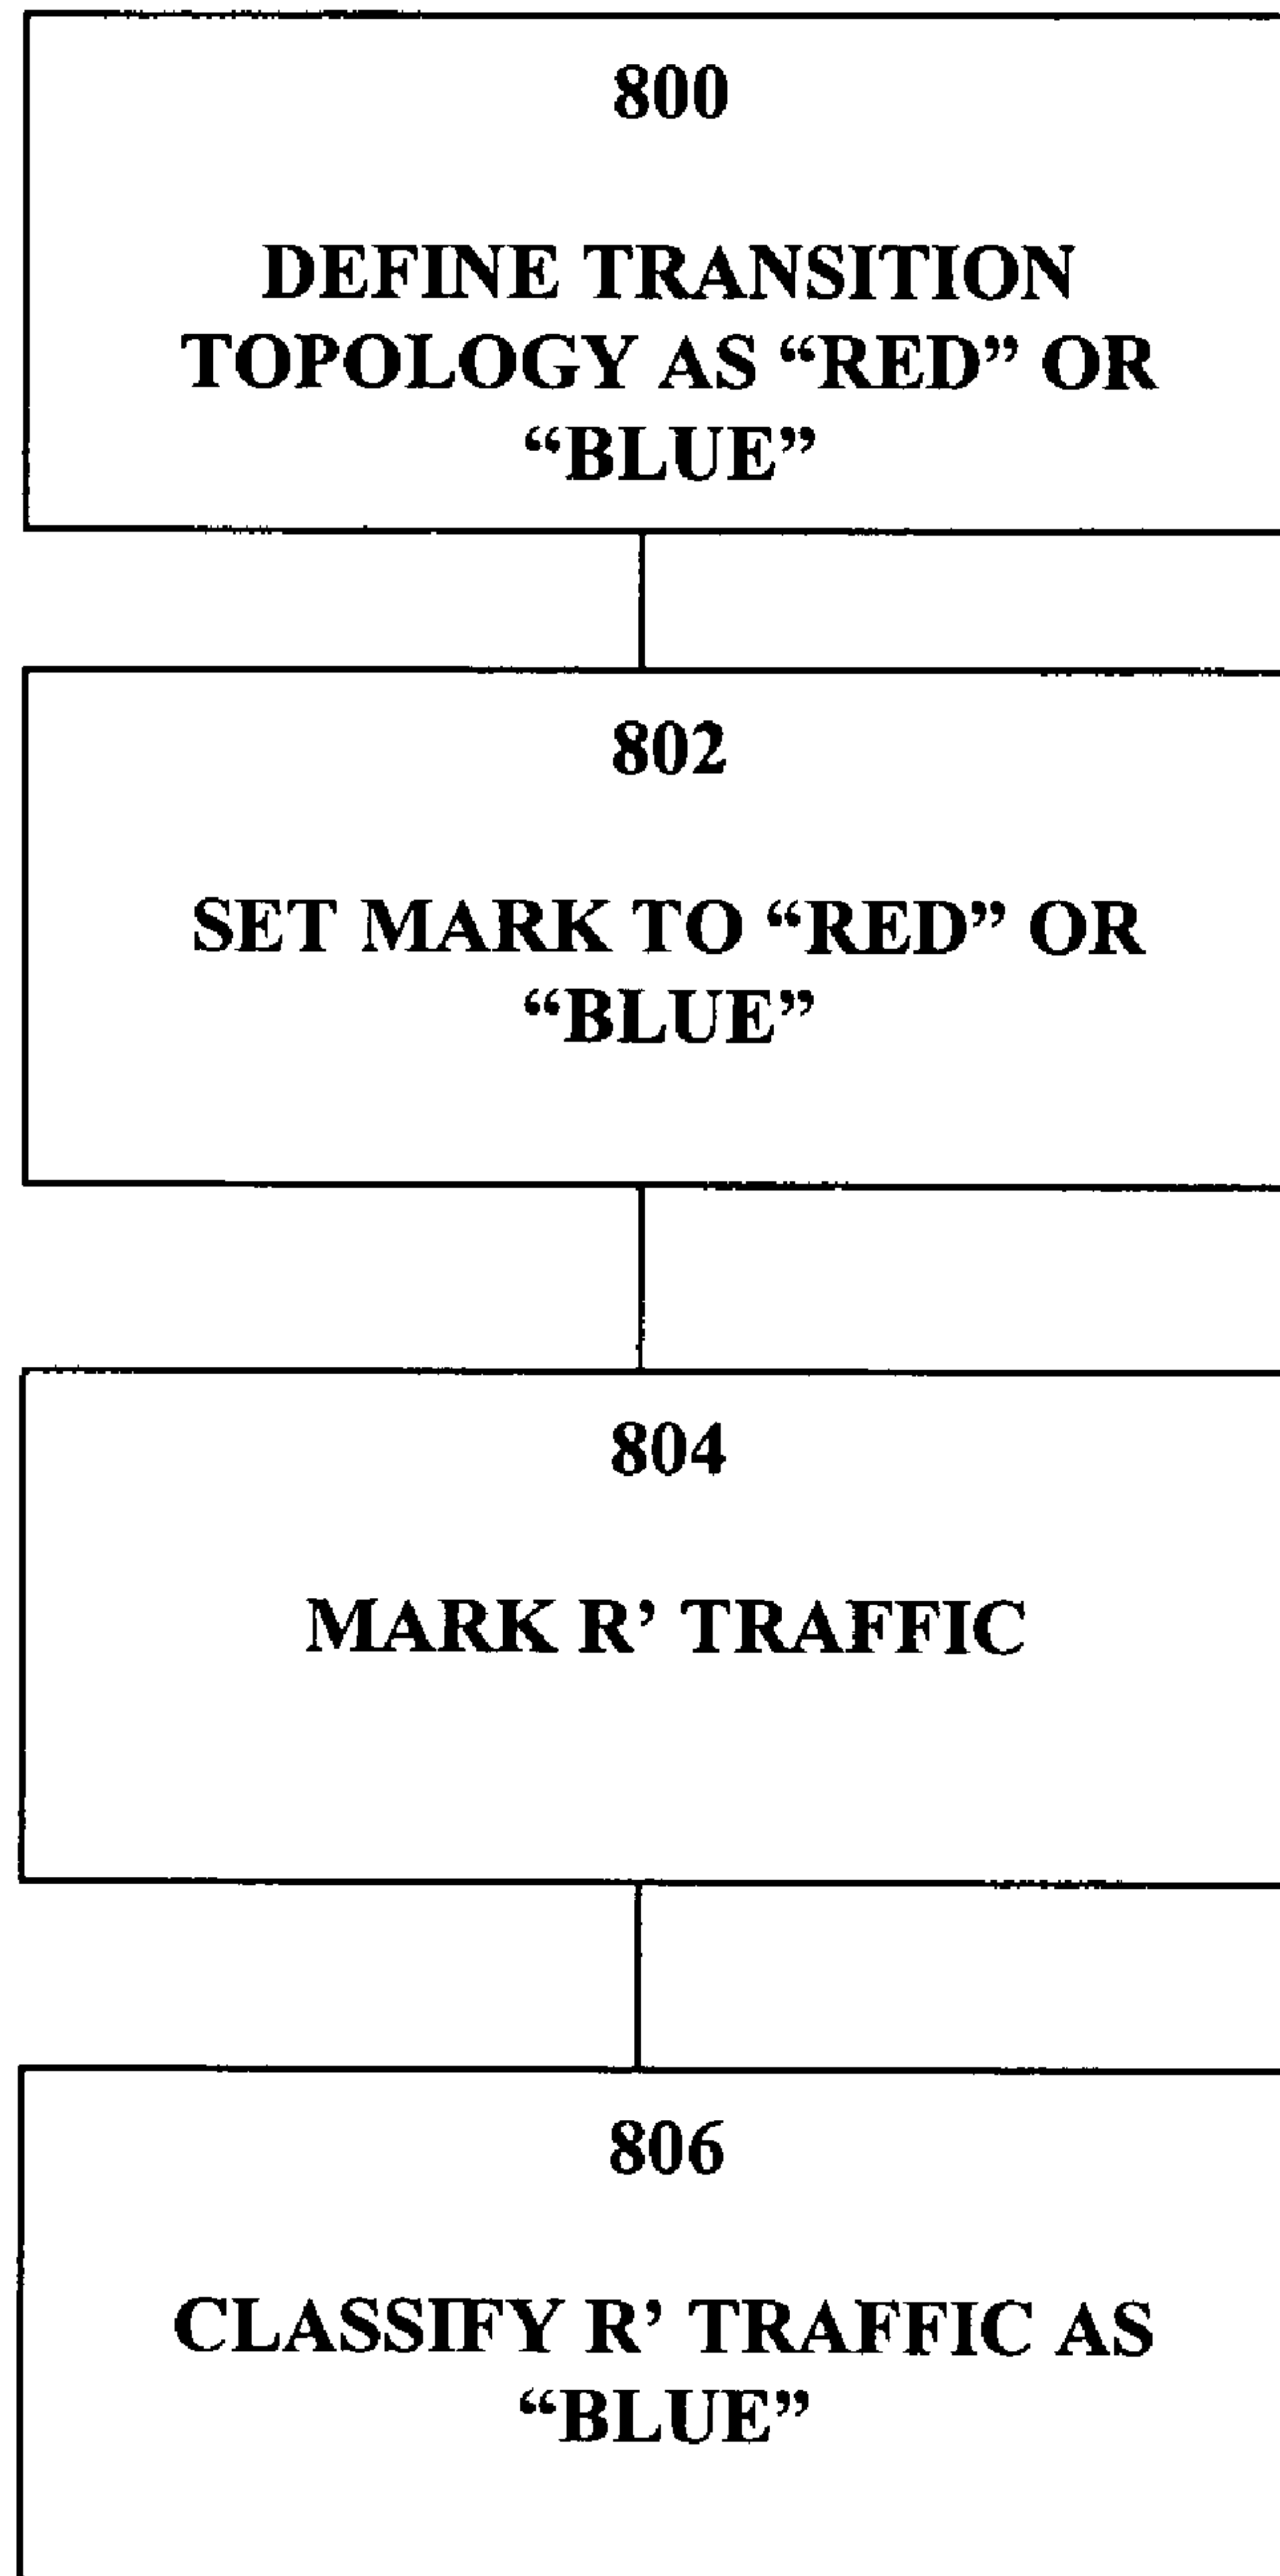 800
DEFINE TRANSITION
TOPOLOGY AS “RED” OR
“BLUE”
802
SET MARK TO “RED” OR
“BLUE”
804
MARK R’ TRAFFIC
806
CLASSIFY R’ TRAFFIC AS
“BLUE”